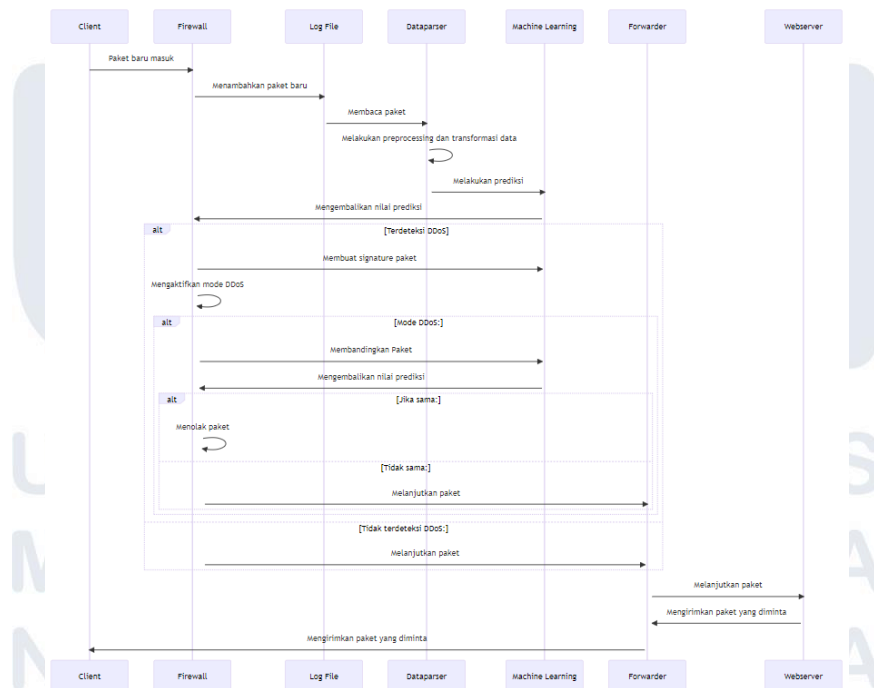 Client Firewall Log File Dataparser Machine Learning Forwarder Webserver
Paket baru masuk
Menambahkan paket baru
Membaca paket
Melakukan preprocessing dan transformasi data
Melakukan prediksi
Mengembalikan nilai prediksi
alt [Terdeteksi DDoS]
Membuat signature paket
Mengaktifkan mode DDoS
alt [Mode DDoS:]
Membandingkan Paket
Mengembalikan nilai prediksi
alt [Jika sama:]
Menolak paket
[Tidak sama:]
Melanjutkan paket
[Tidak terdeteksi DDoS:]
Melanjutkan paket
Melanjutkan paket
Mengirimkan paket yang diminta
Mengirimkan paket yang diminta
Client Firewall Log File Dataparser Machine Learning Forwarder Webserver